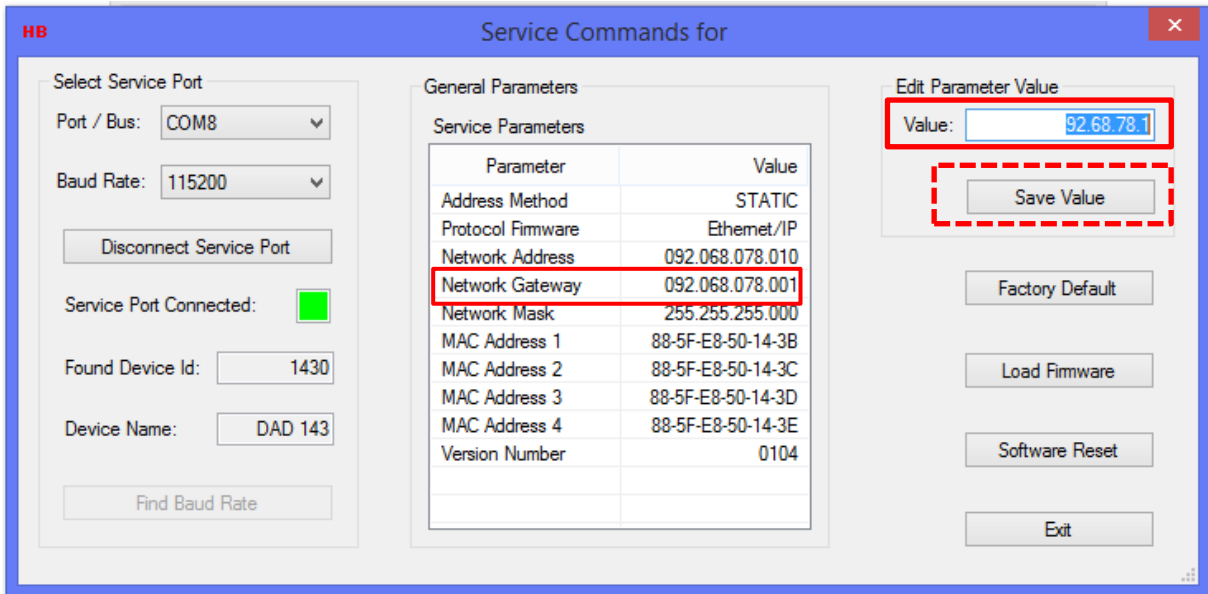 HB
Service Commands for
Select Service Port
Port / Bus: COM8
Baud Rate: 115200
Disconnect Service Port
Service Port Connected:
Found Device Id: 1430
Device Name: DAD 143
Find Baud Rate
General Parameters
Service Parameters
Parameter Value
Address Method STATIC
Protocol Firmware Ethernet/IP
Network Address 092.068.078.010
Network Gateway 092.068.078.001
Network Mask 255.255.255.000
MAC Address 1 88-5F-E8-50-14-3B
MAC Address 2 88-5F-E8-50-14-3C
MAC Address 3 88-5F-E8-50-14-3D
MAC Address 4 88-5F-E8-50-14-3E
Version Number 0104
Edit Parameter Value
Value: 92.68.78.1
Save Value
Factory Default
Load Firmware
Software Reset
Exit